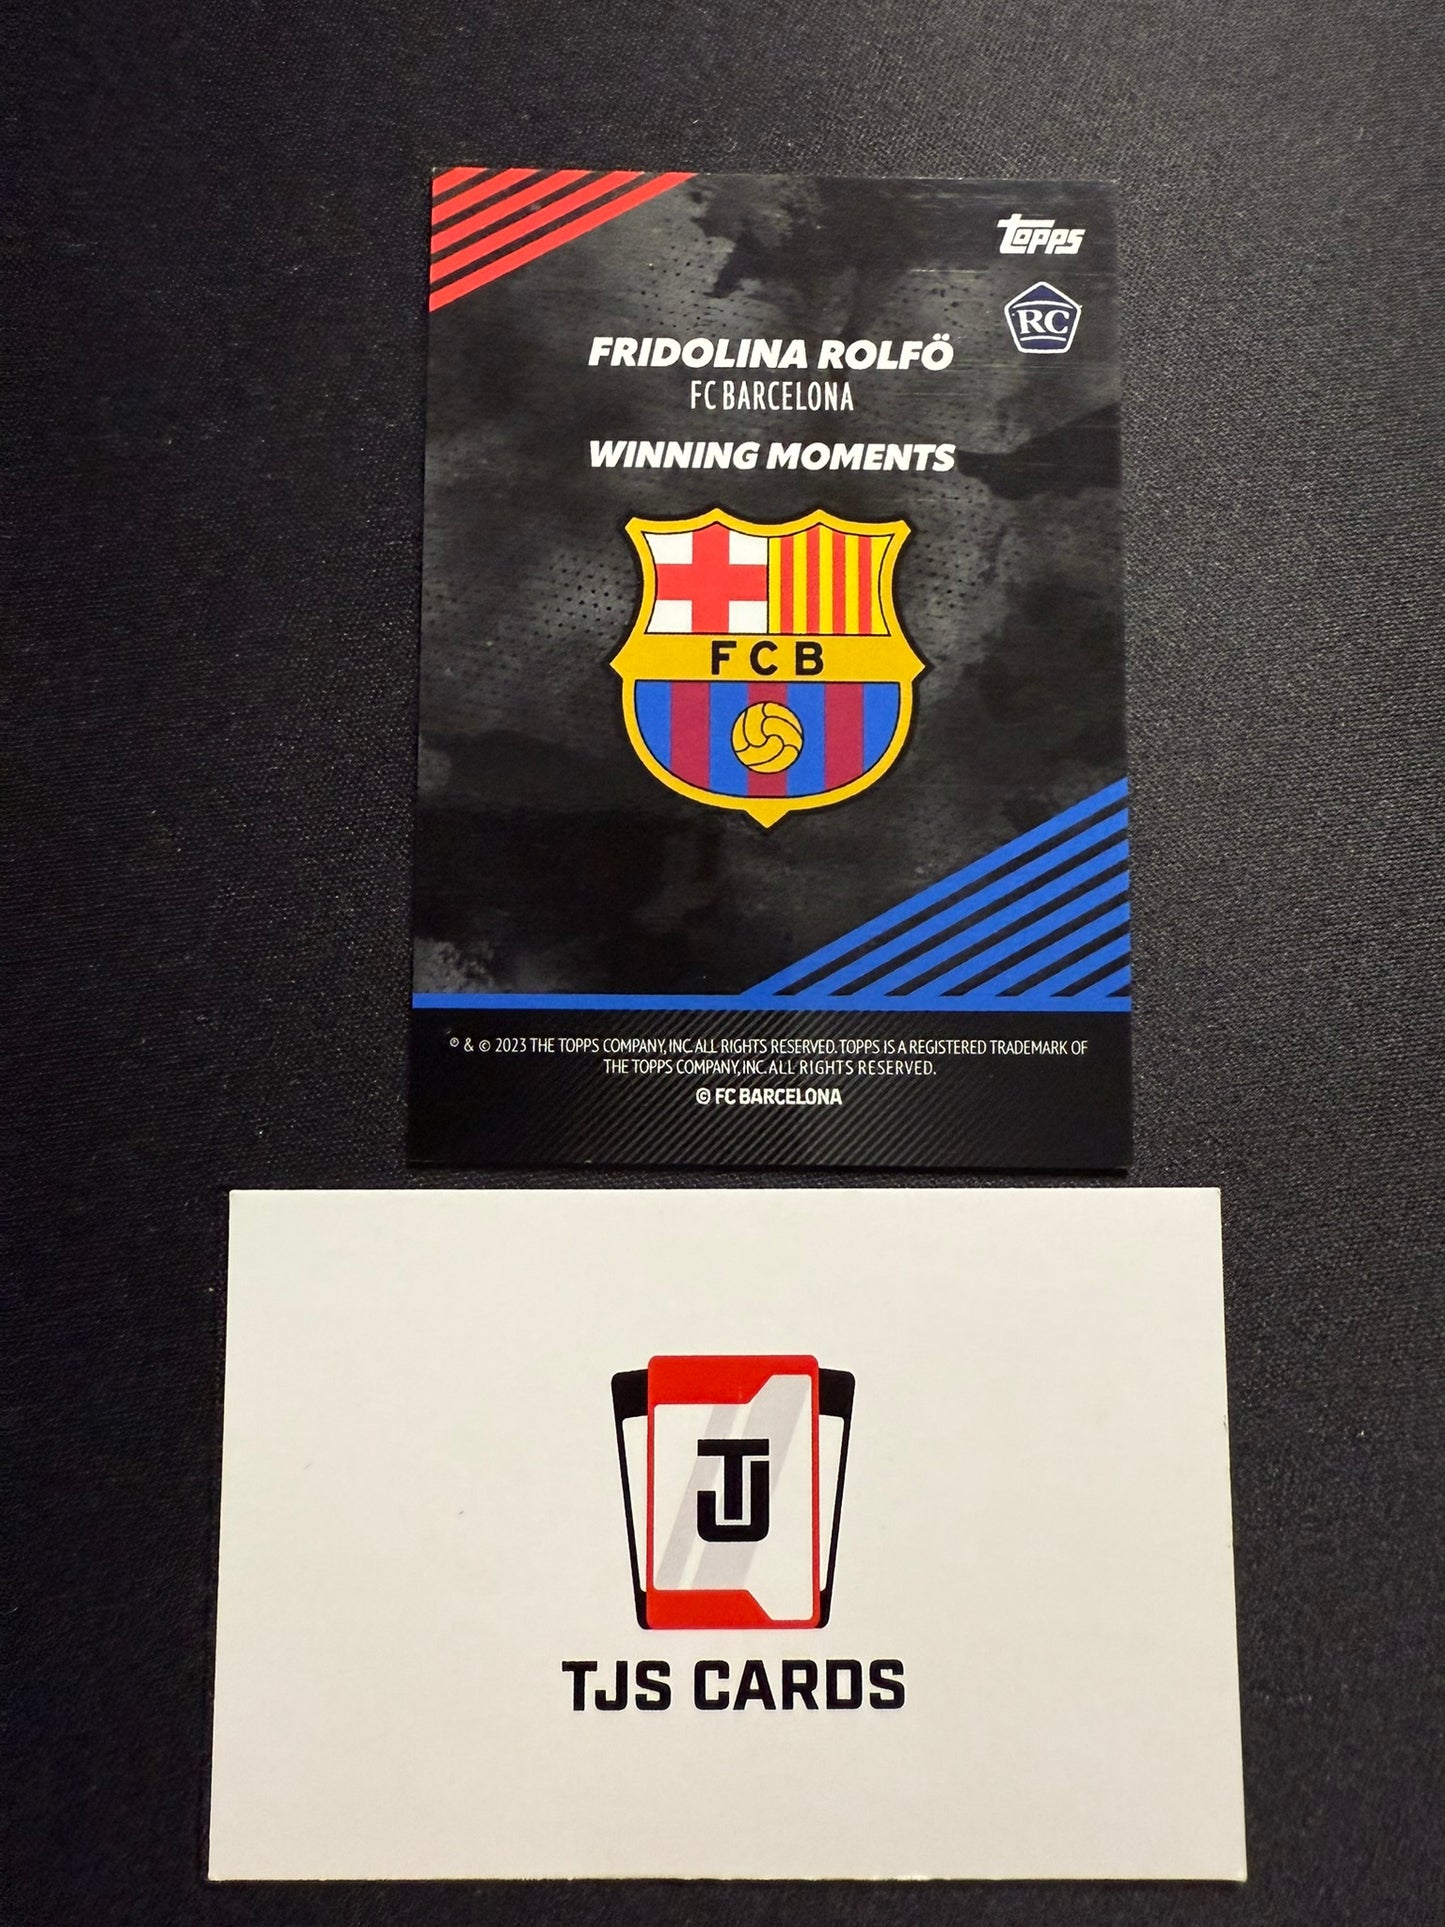 Topps
RC
FRIDOLINA ROLFÖ
FC BARCELONA
WINNING MOMENTS
FCB
® & © 2023 THE TOPPS COMPANY, INC. ALL RIGHTS RESERVED. TOPPS IS A REGISTERED TRADEMARK OF
THE TOPPS COMPANY, INC. ALL RIGHTS RESERVED.
© FC BARCELONA
TJ
TJS CARDS